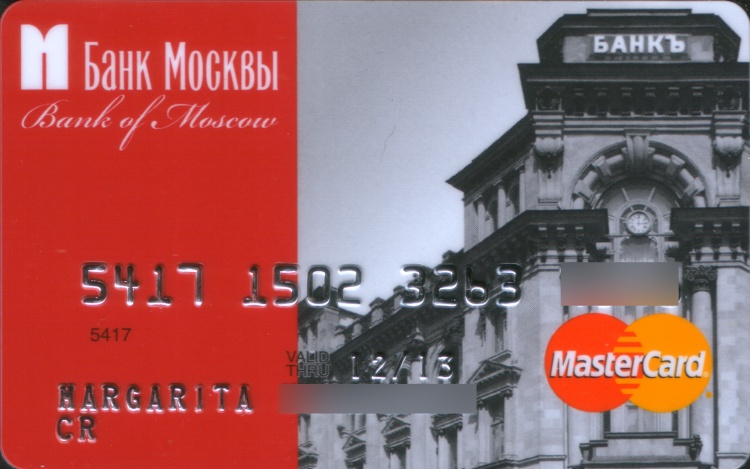 Банк Москвы
Bank of Moscow
БАНКЪ
5417 1502 3263
5417
VALID THRU 12/13
MasterCard
MARGARITA
CR